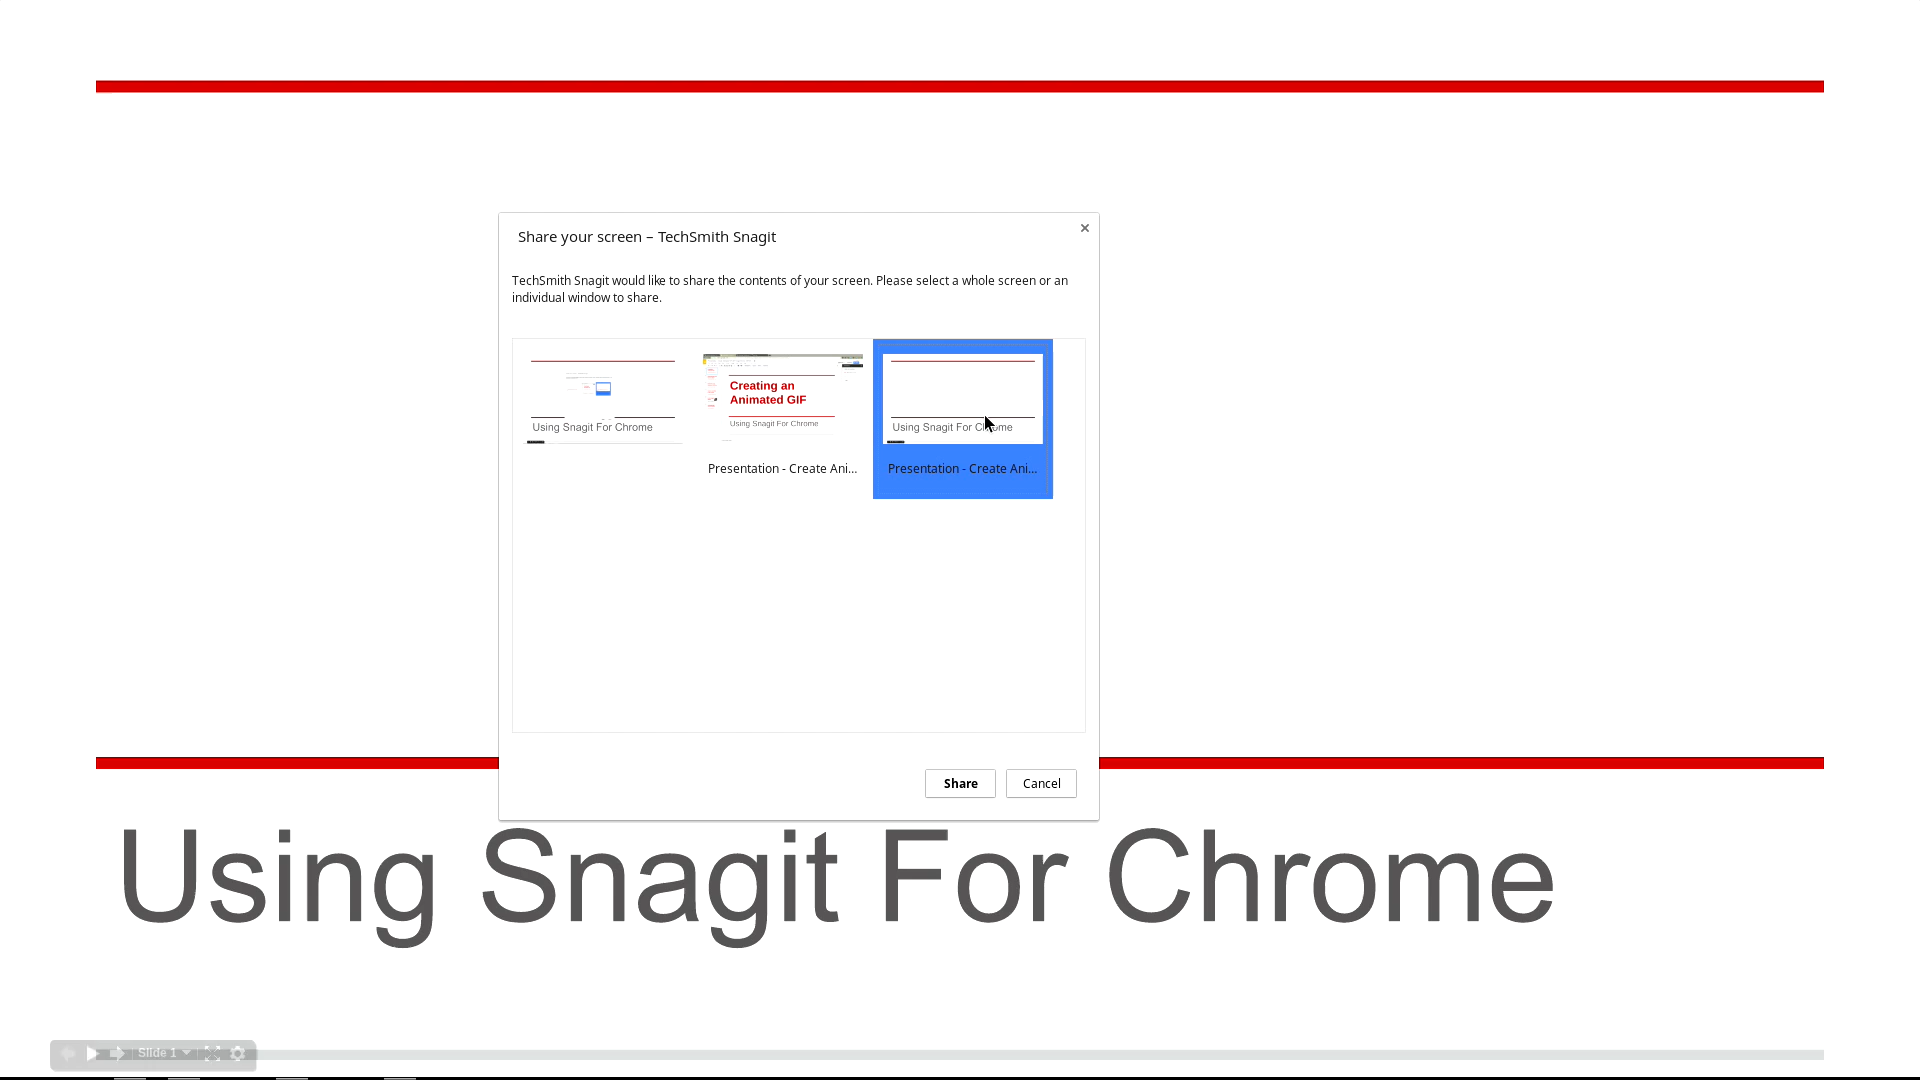 Share your screen – TechSmith Snagit
×
TechSmith Snagit would like to share the contents of your screen. Please select a whole screen or an
individual window to share.
Using Snagit For Chrome
Creating an
Animated GIF
Using Snagit For Chrome
Presentation - Create Ani...
Using Snagit For Chrome
Presentation - Create Ani...
Share
Cancel
Using Snagit For Chrome
Slide 1